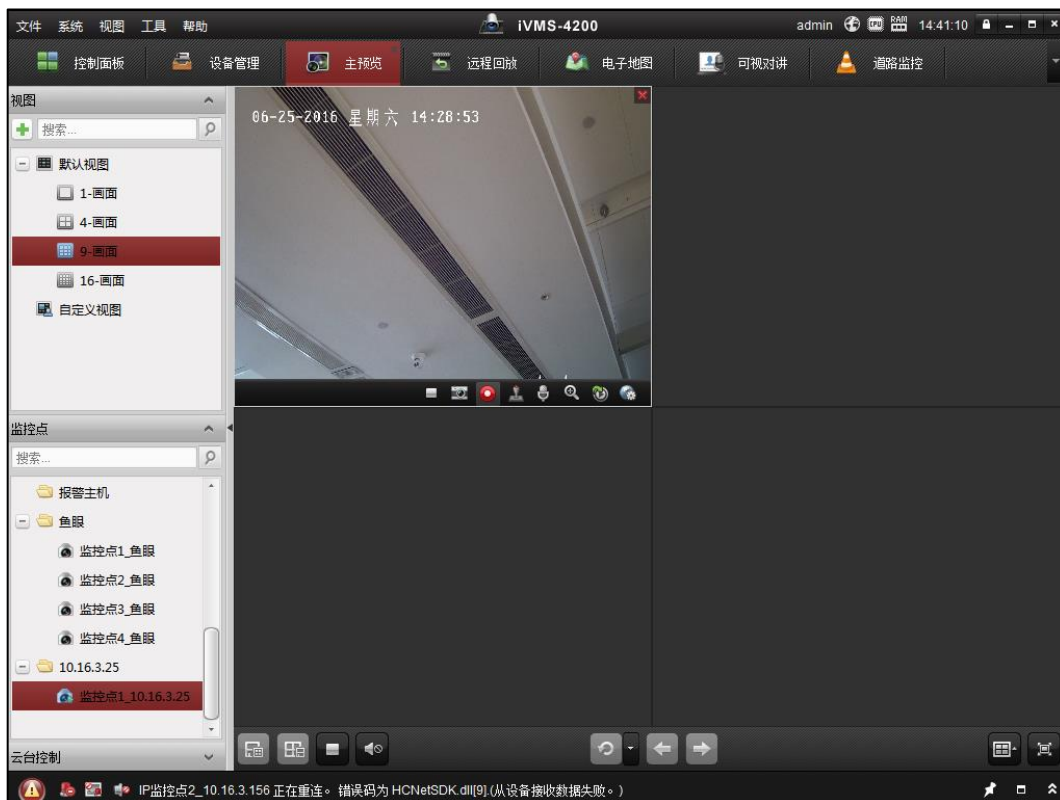 文件 系统 视图 工具 帮助 iVMS-4200 admin CPU RAM 14:41:10
控制面板 设备管理 主预览 远程回放 电子地图 可视对讲 道路监控
视图
搜索...
默认视图
1-画面
4-画面
9-画面
16-画面
自定义视图
06-25-2016 星期六 14:28:53
监控点
搜索...
报警主机
鱼眼
监控点1_鱼眼
监控点2_鱼眼
监控点3_鱼眼
监控点4_鱼眼
10.16.3.25
监控点1_10.16.3.25
云台控制
IP监控点2_10.16.3.156 正在重连。错误码为 HCNetSDK.dll[9].(从设备接收数据失败。)